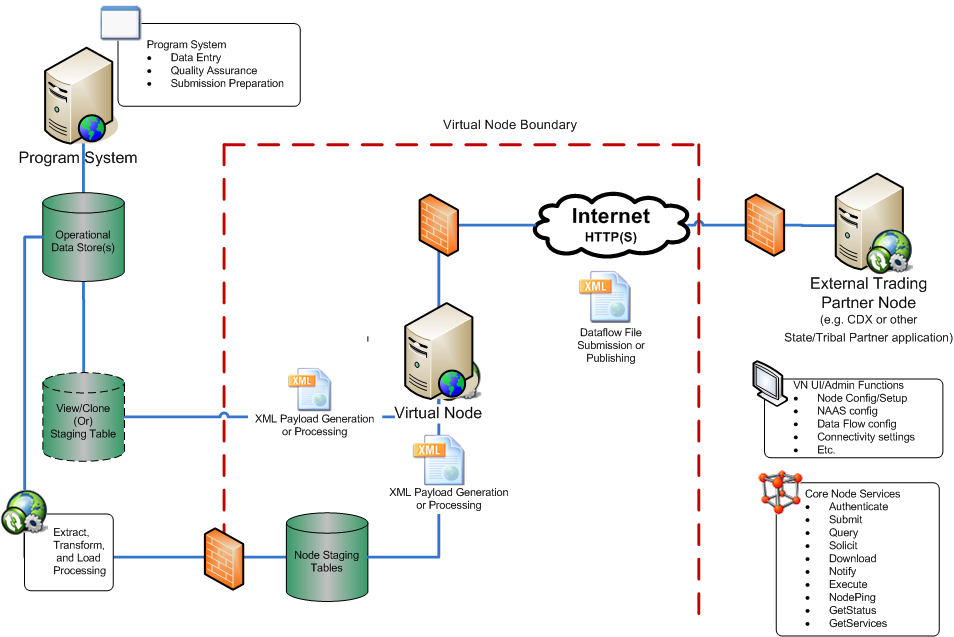 Program System
• Data Entry
• Quality Assurance
• Submission Preparation
Program System
Virtual Node Boundary
Operational
Data Store(s)
Internet
HTTP(S)
XML
Dataflow File
Submission or
Publishing
External Trading
Partner Node
(e.g. CDX or other
State/Tribal Partner application)
View/Clone
(Or)
Staging Table
XML
XML Payload Generation
or Processing
Virtual Node
XML
XML Payload Generation
or Processing
VN UI/Admin Functions
• Node Config/Setup
• NAAS config
• Data Flow config
• Connectivity settings
• Etc.
Extract,
Transform,
and Load
Processing
Node Staging
Tables
Core Node Services
• Authenticate
• Submit
• Query
• Solicit
• Download
• Notify
• Execute
• NodePing
• GetStatus
• GetServices